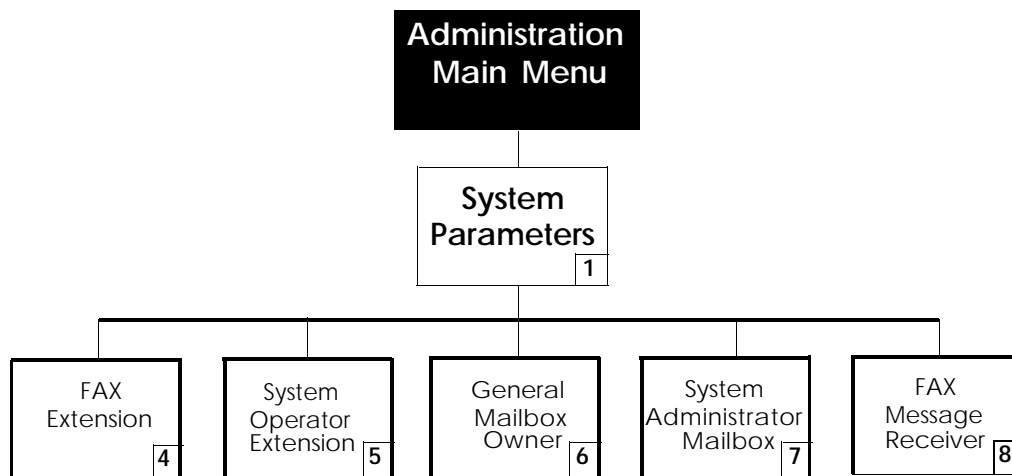 Administration
Main Menu
System
Parameters
1
FAX
Extension
4
System
Operator
Extension
5
General
Mailbox
Owner
6
System
Administrator
Mailbox
7
FAX
Message
Receiver
8